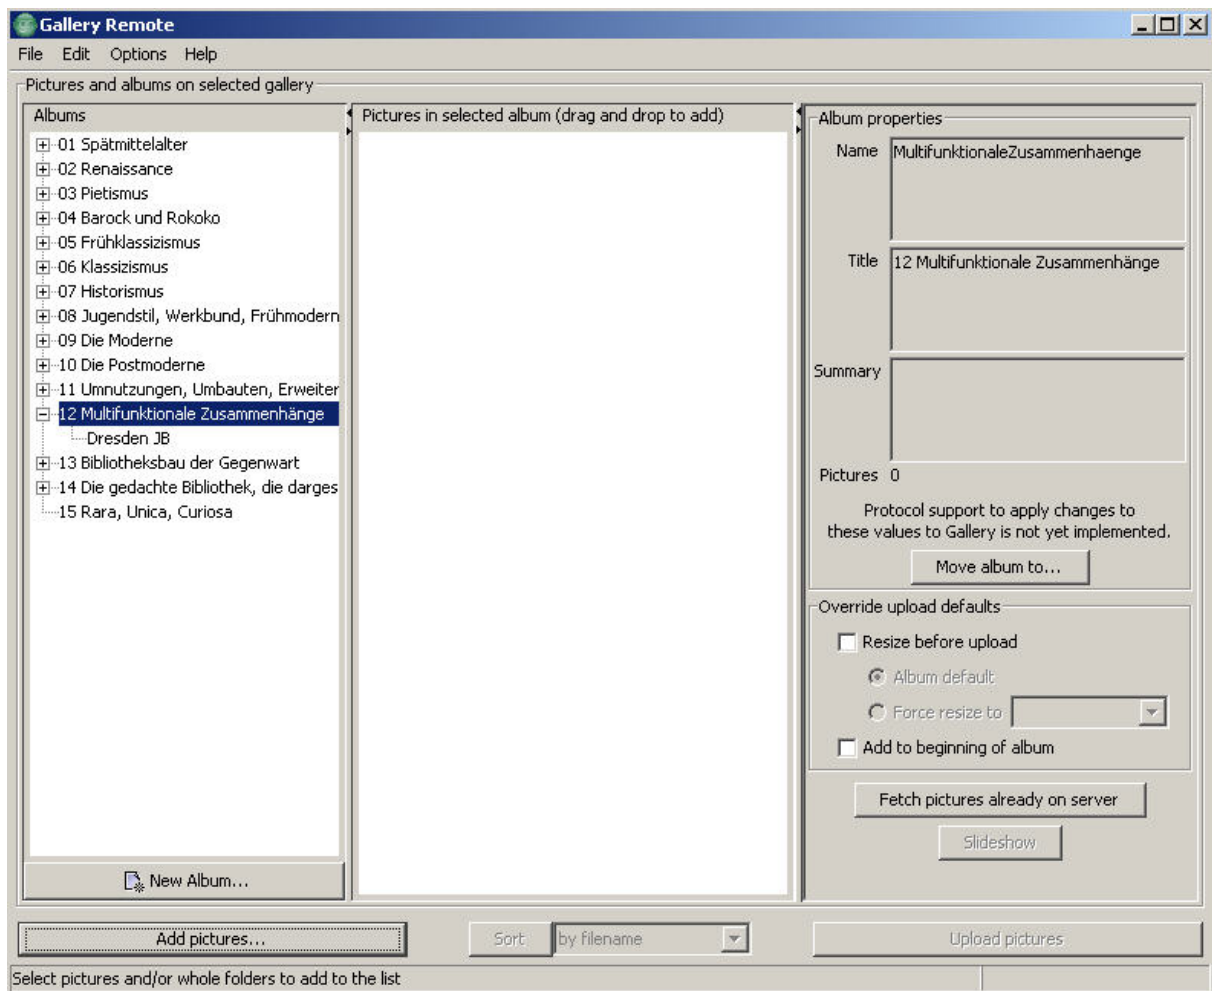 Gallery Remote
File Edit Options Help
Pictures and albums on selected gallery
Albums
01 Spätmittelalter
02 Renaissance
03 Pietismus
04 Barock und Rokoko
05 Frühklassizismus
06 Klassizismus
07 Historismus
08 Jugendstil, Werkbund, Frühmodern
09 Die Moderne
10 Die Postmoderne
11 Umnutzungen, Umbauten, Erweiter
12 Multifunktionale Zusammenhänge
Dresden JB
13 Bibliotheksbau der Gegenwart
14 Die gedachte Bibliothek, die darges
15 Rara, Unica, Curiosa
New Album...
Pictures in selected album (drag and drop to add)
Album properties
Name MultifunktionaleZusammenhaenge
Title 12 Multifunktionale Zusammenhänge
Summary
Pictures 0
Protocol support to apply changes to
these values to Gallery is not yet implemented.
Move album to...
Override upload defaults
Resize before upload
Album default
Force resize to
Add to beginning of album
Fetch pictures already on server
Slideshow
Add pictures... Sort by filename Upload pictures
Select pictures and/or whole folders to add to the list